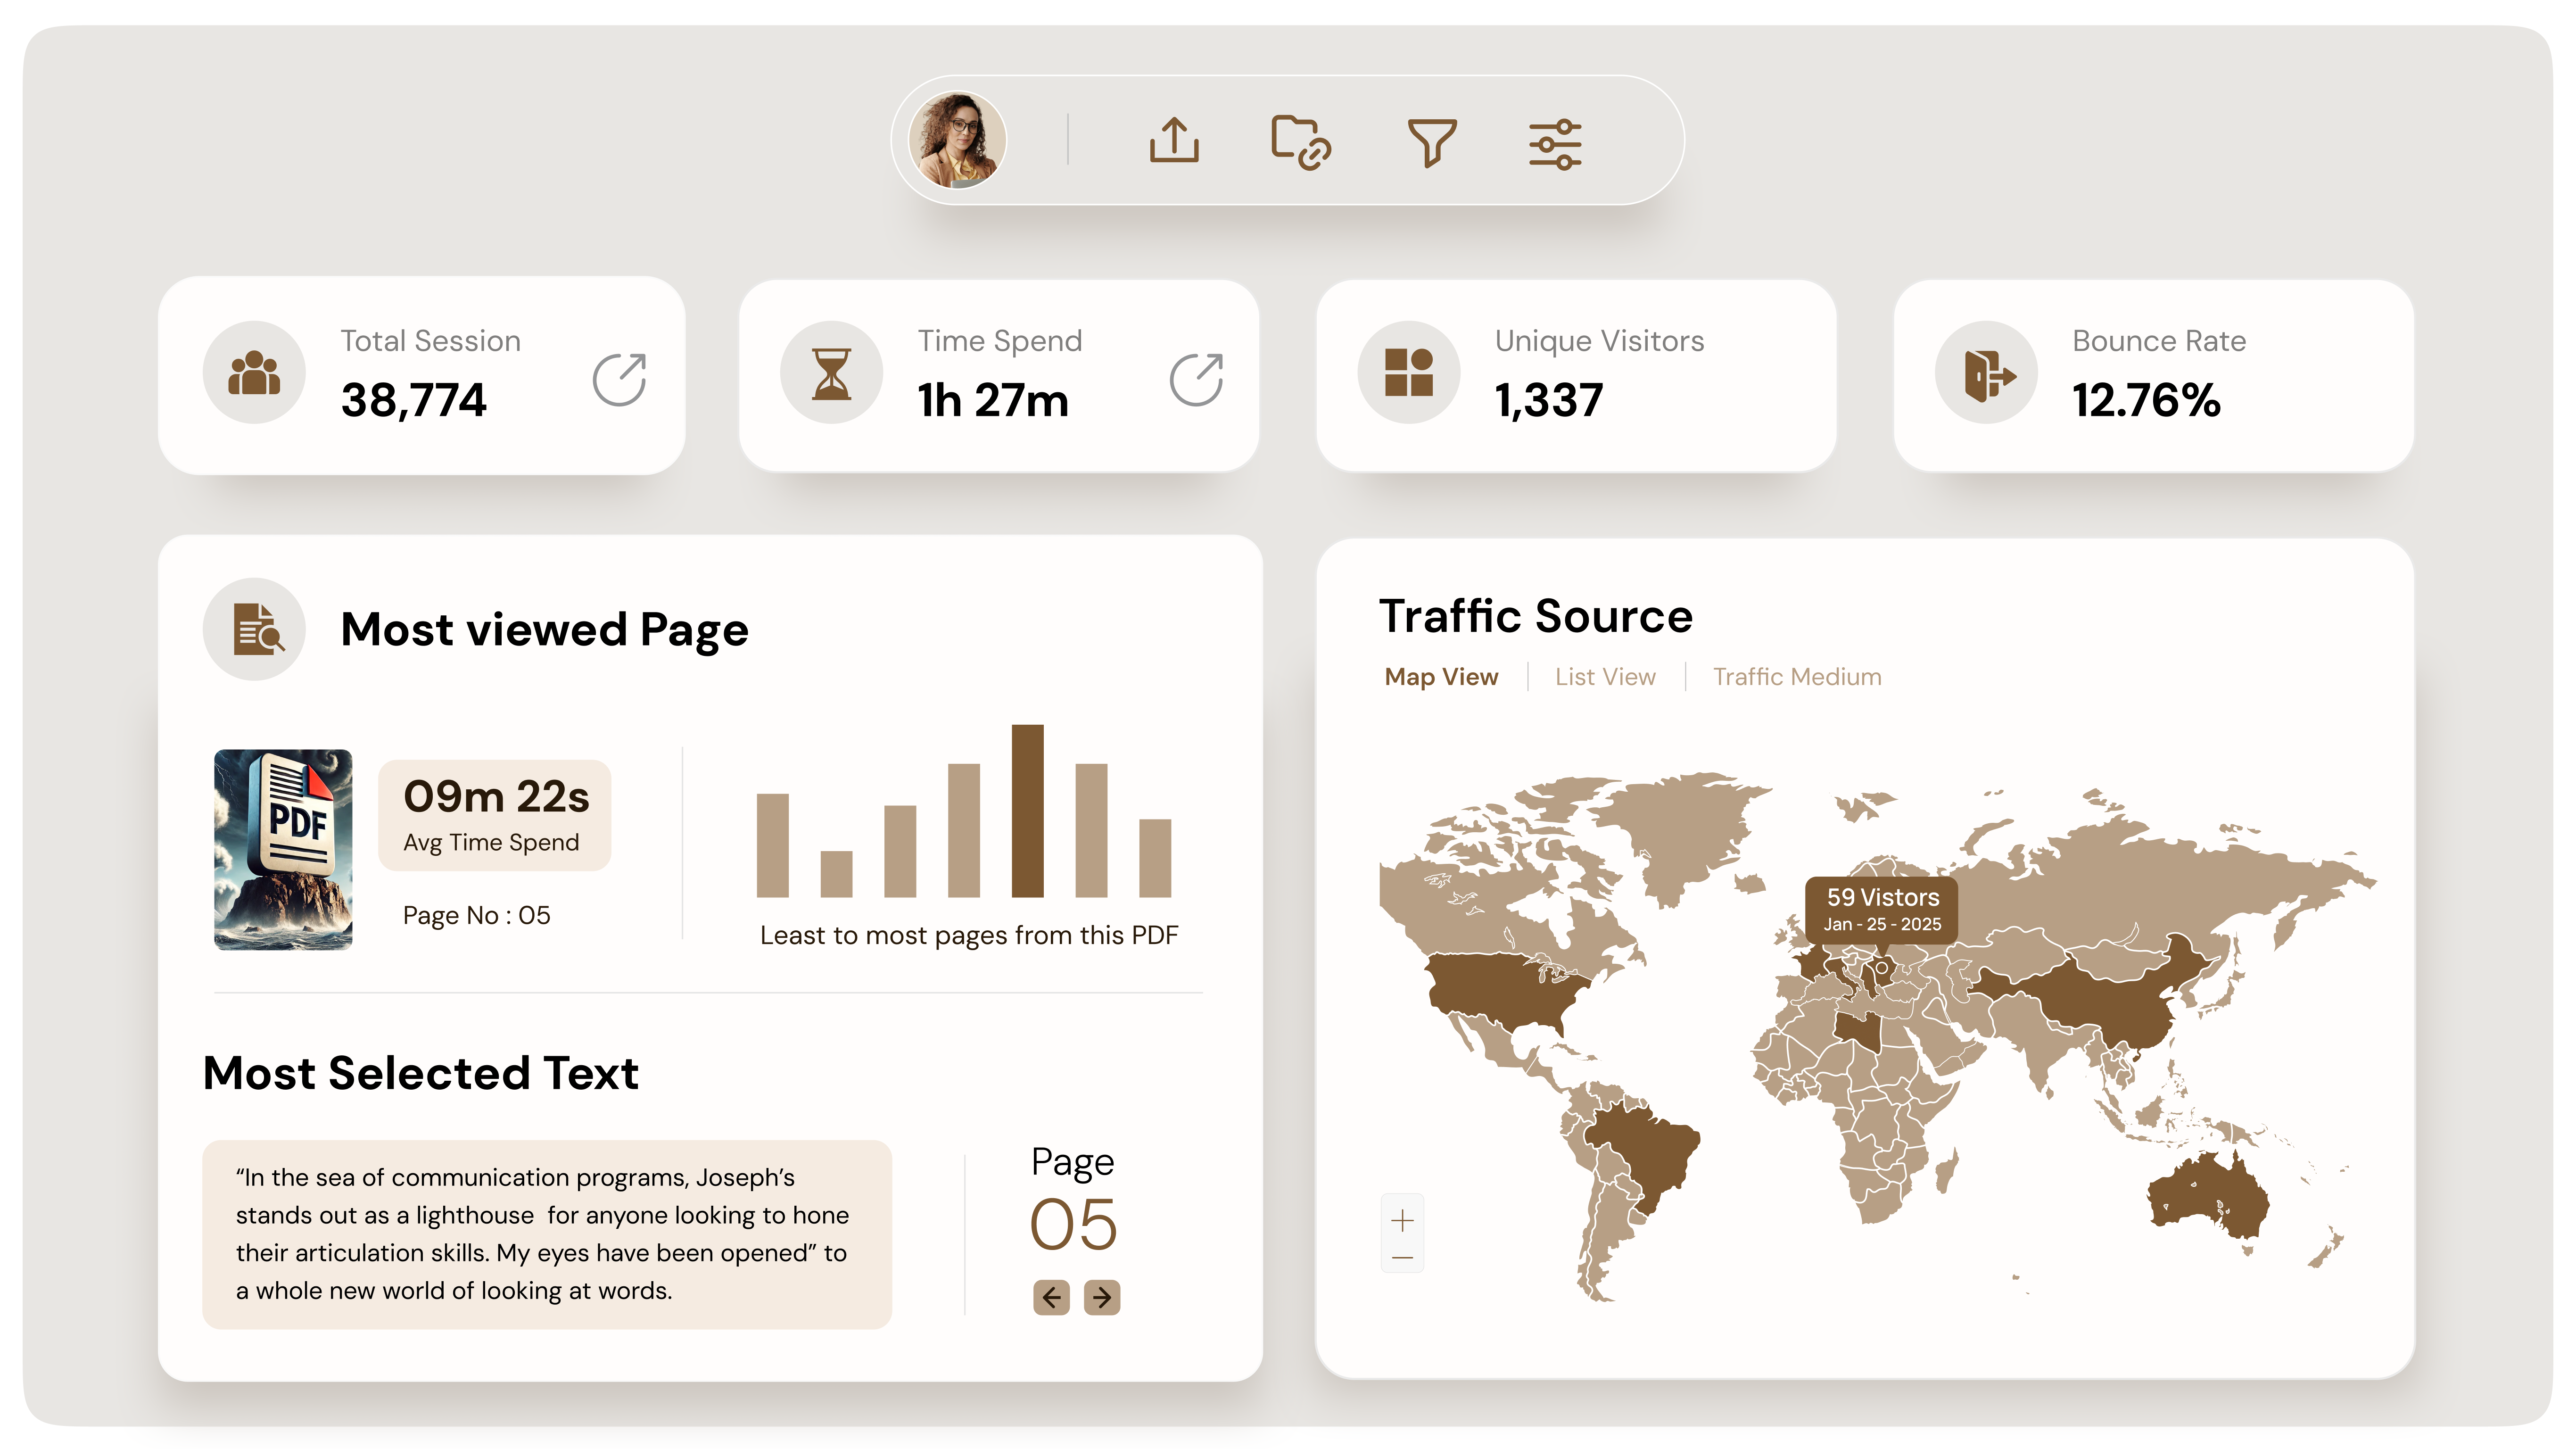 Total Session
38,774
Time Spend
1h 27m
Unique Visitors
1,337
Bounce Rate
12.76%
Most viewed Page
PDF
09m 22s
Avg Time Spend
Page No : 05
Least to most pages from this PDF
Most Selected Text
“In the sea of communication programs, Joseph’s
stands out as a lighthouse  for anyone looking to hone
their articulation skills. My eyes have been opened” to
a whole new world of looking at words.
Page
05
Traffic Source
Map View
List View
Traffic Medium
59 Vistors
Jan - 25 - 2025